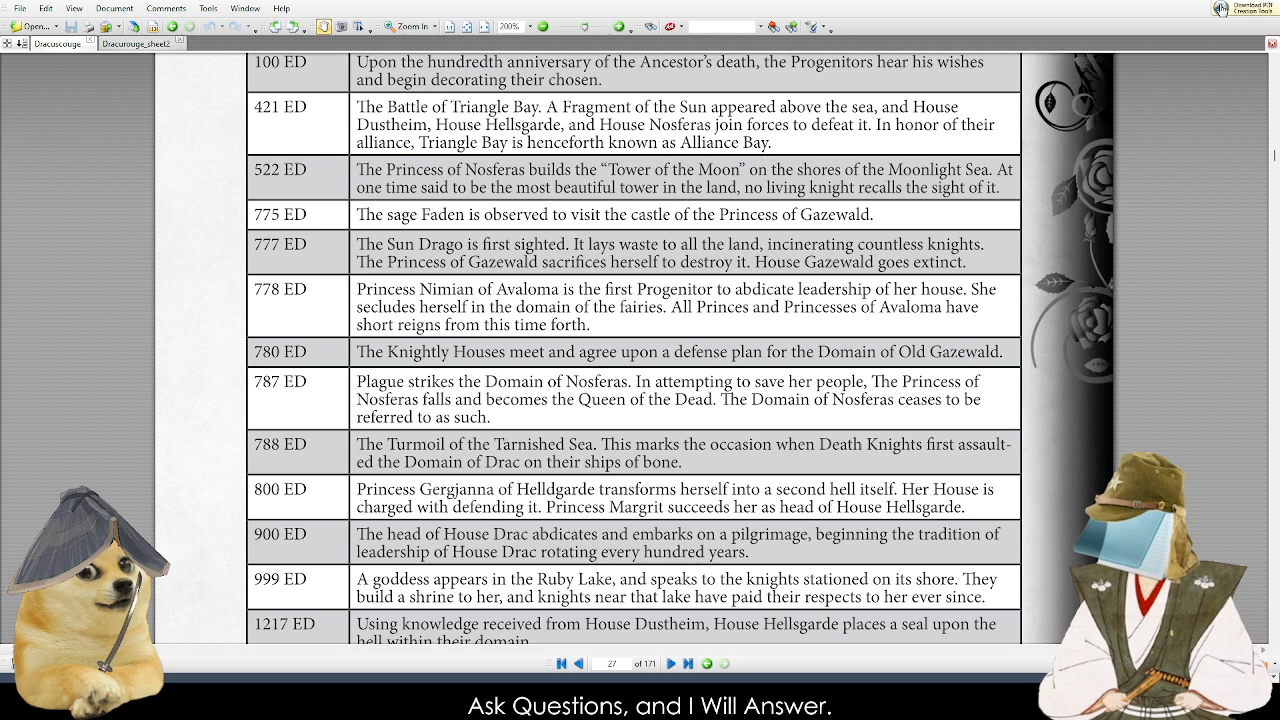 File Edit View Document Comments Tools Window Help
Download PDF
Creation Tools
Open... Zoom In 200%
Dracuscouge Dracurouge_sheet2
100 ED Upon the hundredth anniversary of the Ancestor's death, the Progenitors hear his wishes
and begin decorating their chosen.
421 ED The Battle of Triangle Bay. A Fragment of the Sun appeared above the sea, and House
Dustheim, House Hellsgarde, and House Nosferas join forces to defeat it. In honor of their
alliance, Triangle Bay is henceforth known as Alliance Bay.
522 ED The Princess of Nosferas builds the “Tower of the Moon” on the shores of the Moonlight Sea. At
one time said to be the most beautiful tower in the land, no living knight recalls the sight of it.
775 ED The sage Faden is observed to visit the castle of the Princess of Gazewald.
777 ED The Sun Drago is first sighted. It lays waste to all the land, incinerating countless knights.
The Princess of Gazewald sacrifices herself to destroy it. House Gazewald goes extinct.
778 ED Princess Nimian of Avaloma is the first Progenitor to abdicate leadership of her house. She
secludes herself in the domain of the fairies. All Princes and Princesses of Avaloma have
short reigns from this time forth.
780 ED The Knightly Houses meet and agree upon a defense plan for the Domain of Old Gazewald.
787 ED Plague strikes the Domain of Nosferas. In attempting to save her people, The Princess of
Nosferas falls and becomes the Queen of the Dead. The Domain of Nosferas ceases to be
referred to as such.
788 ED The Turmoil of the Tarnished Sea. This marks the occasion when Death Knights first assault-
ed the Domain of Drac on their ships of bone.
800 ED Princess Gergjanna of Helldgarde transforms herself into a second hell itself. Her House is
charged with defending it. Princess Margrit succeeds her as head of House Hellsgarde.
900 ED The head of House Drac abdicates and embarks on a pilgrimage, beginning the tradition of
leadership of House Drac rotating every hundred years.
999 ED A goddess appears in the Ruby Lake, and speaks to the knights stationed on its shore. They
build a shrine to her, and knights near that lake have paid their respects to her ever since.
1217 ED Using knowledge received from House Dustheim, House Hellsgarde places a seal upon the
hell within their domain.
27 of 171
Ask Questions, and I Will Answer.